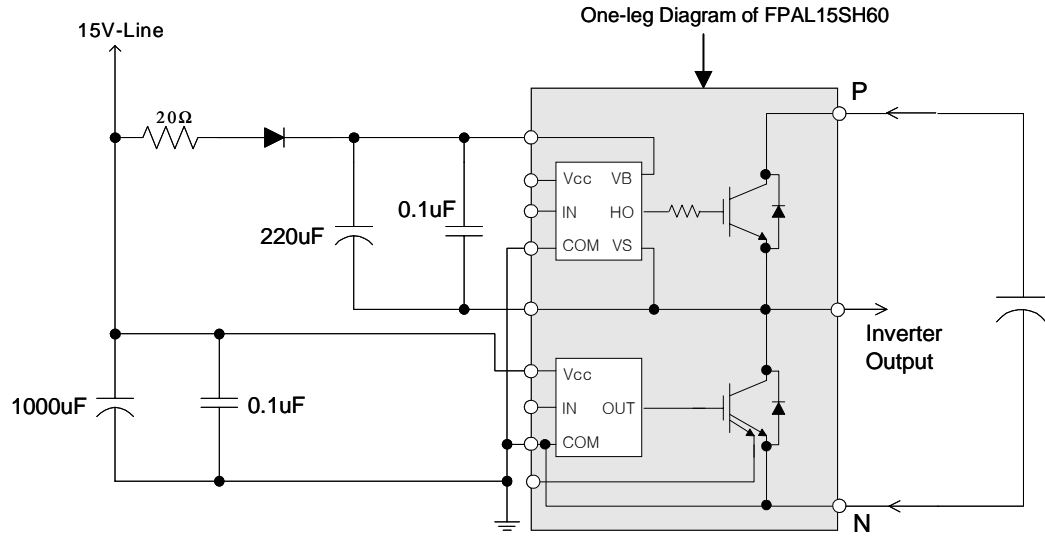 One-leg Diagram of FPAL15SH60
15V-Line
P
20Ω
Vcc VB
0.1uF
IN HO
220uF
COM VS
Inverter
Output
Vcc
1000uF
0.1uF
IN OUT
COM
N